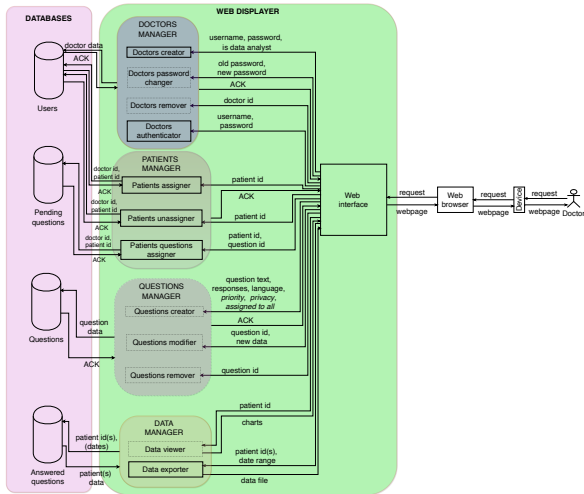 DATABASES
WEB DISPLAYER
DOCTORS
MANAGER
Doctors creator
Doctors password
changer
Doctors remover
Doctors
authenticator
doctor data
ACK
Users
username, password,
is data analyst
old password,
new password
ACK
doctor id
username,
password
PATIENTS
MANAGER
Patients assigner
Patients unassigner
Patients questions
assigner
doctor id,
patient id
ACK
doctor id,
patient id
ACK
doctor id,
patient id
ACK
Pending
questions
patient id
ACK
patient id
patient id,
question id
Web
interface
request
webpage
Web
browser
request
webpage
Device
request
webpage
Doctor
QUESTIONS
MANAGER
Questions creator
Questions modifier
Questions remover
question
data
ACK
Questions
question text,
responses, language,
priority, privacy,
assigned to all
ACK
question id,
new data
question id
DATA
MANAGER
Data viewer
Data exporter
patient id(s),
(dates)
patient(s)
data
Answered
questions
patient id
charts
patient id(s),
date range
data file